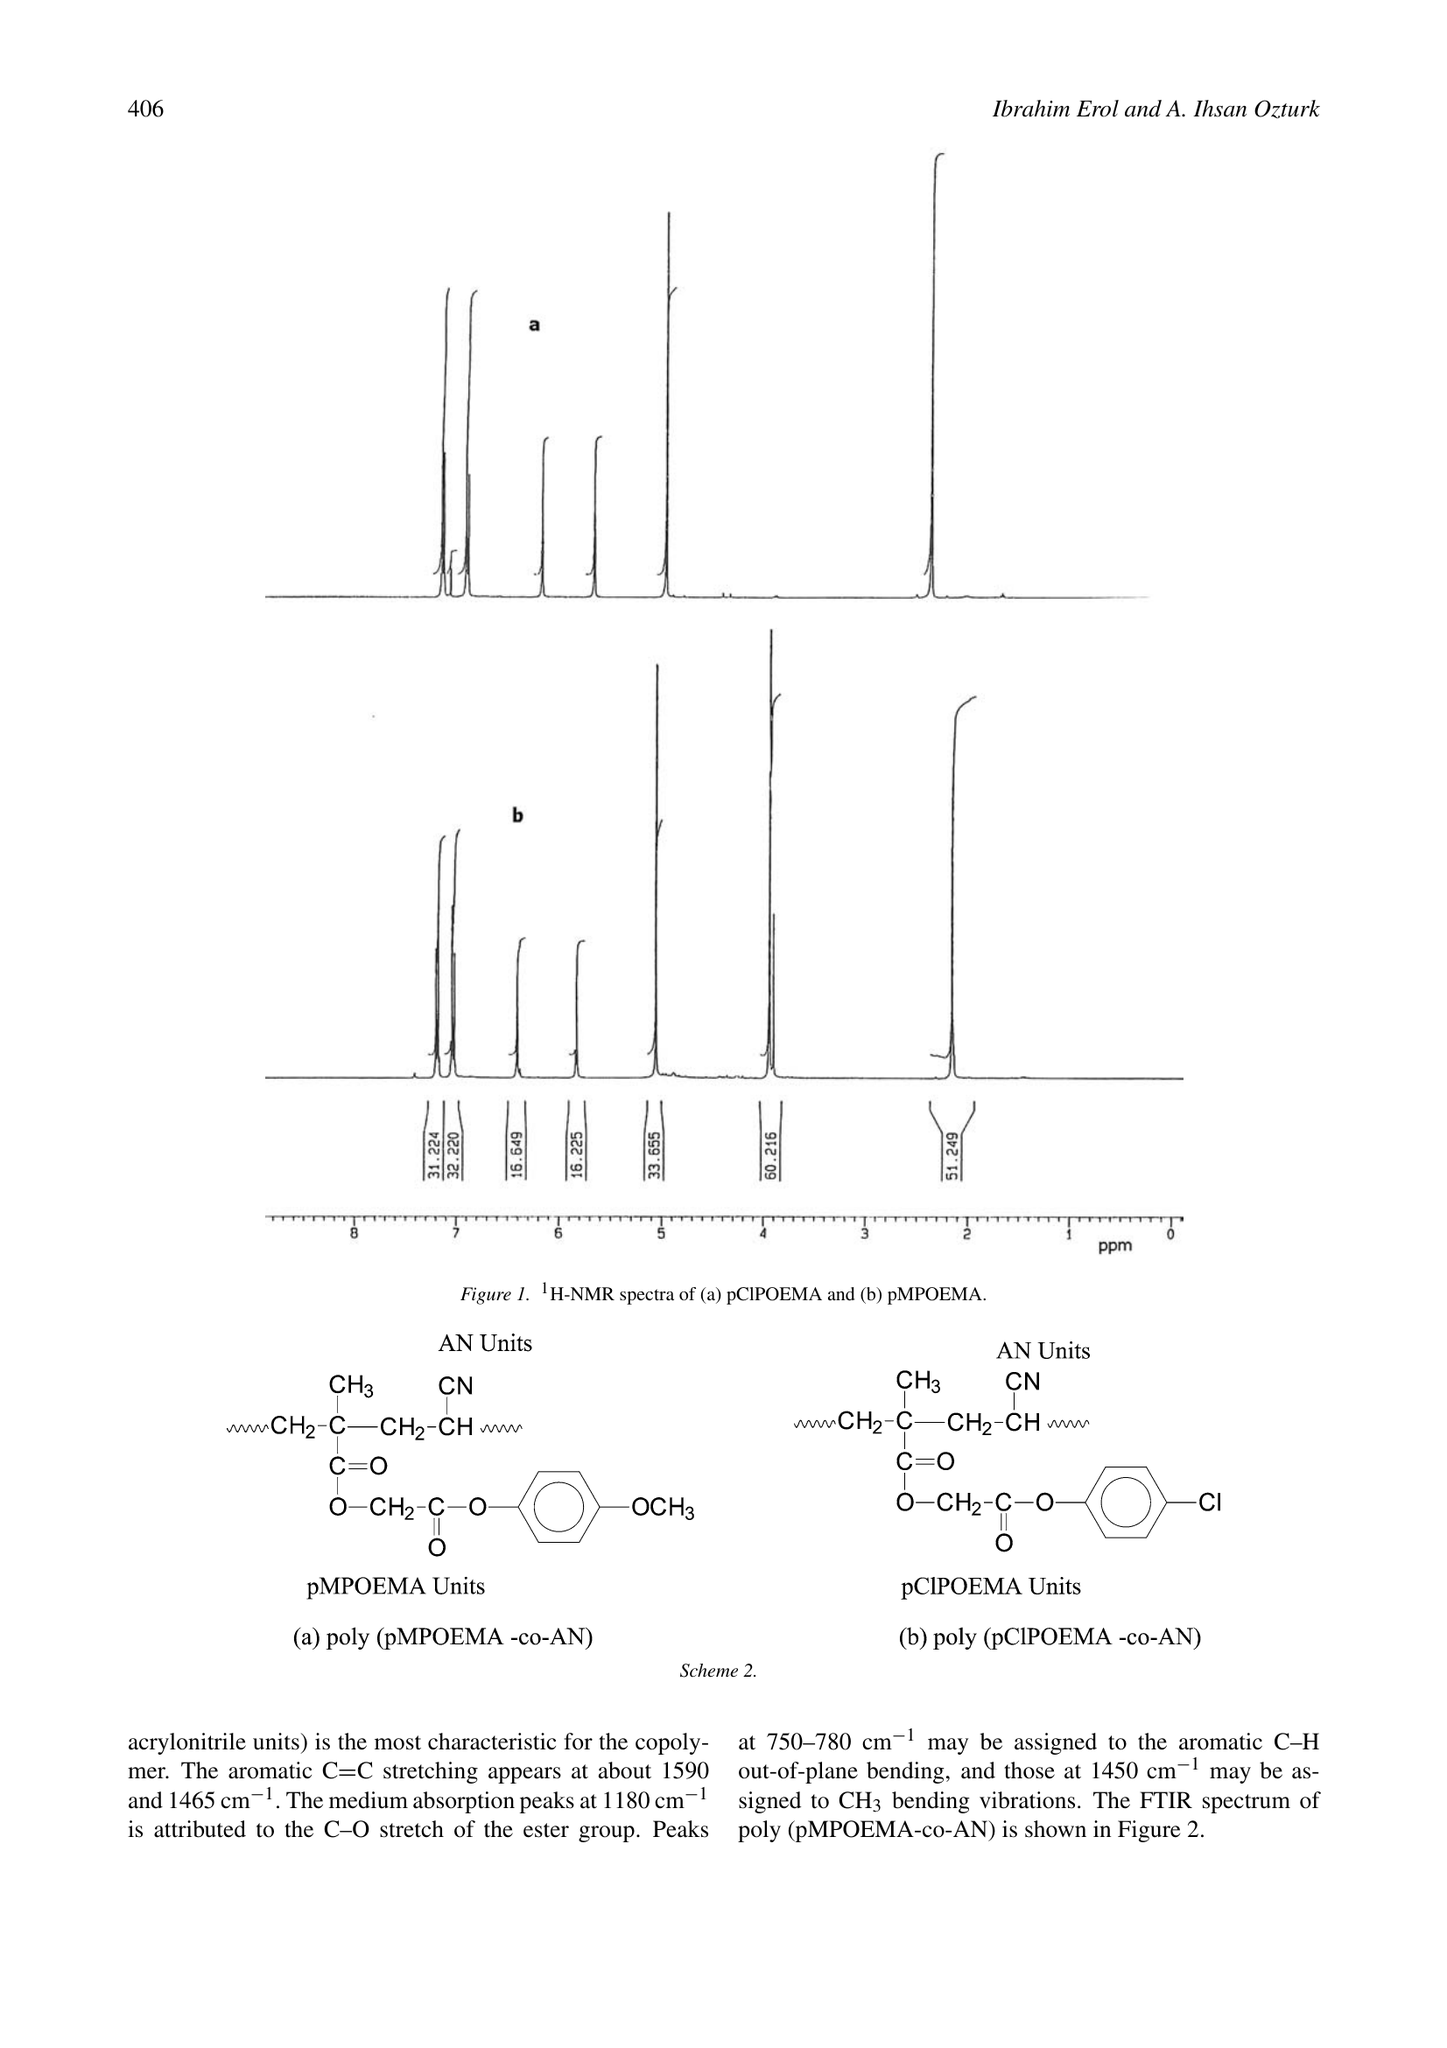 406
Ibrahim Erol and A. Ihsan Ozturk
a
b
31.224
32.220
16.649
16.225
33.655
60.216
51.249
8 7 6 5 4 3 2 1 0
ppm
Figure 1. ¹H-NMR spectra of (a) pClPOEMA and (b) pMPOEMA.
AN Units
CH₃ CN
CH₂-C—CH₂-CH
C=O
O—CH₂-C—O—OCH₃
O
pMPOEMA Units
(a) poly (pMPOEMA -co-AN)
AN Units
CH₃ CN
CH₂-C—CH₂-CH
C=O
O—CH₂-C—O—Cl
O
pClPOEMA Units
(b) poly (pClPOEMA -co-AN)
Scheme 2.
acrylonitrile units) is the most characteristic for the copoly-
mer. The aromatic C=C stretching appears at about 1590
and 1465 cm⁻¹. The medium absorption peaks at 1180 cm⁻¹
is attributed to the C–O stretch of the ester group. Peaks
at 750–780 cm⁻¹ may be assigned to the aromatic C–H
out-of-plane bending, and those at 1450 cm⁻¹ may be as-
signed to CH₃ bending vibrations. The FTIR spectrum of
poly (pMPOEMA-co-AN) is shown in Figure 2.